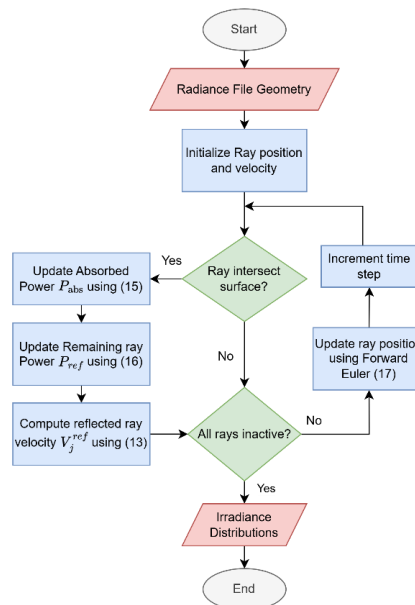 Start
Radiance File Geometry
Initialize Ray position
and velocity
Ray intersect
surface?
Yes
No
Update Absorbed
Power P_abs using (15)
Update Remaining ray
Power P_ref using (16)
Compute reflected ray
velocity V_j^ref using (13)
All rays inactive?
No
Yes
Update ray position
using Forward
Euler (17)
Increment time
step
Irradiance
Distributions
End